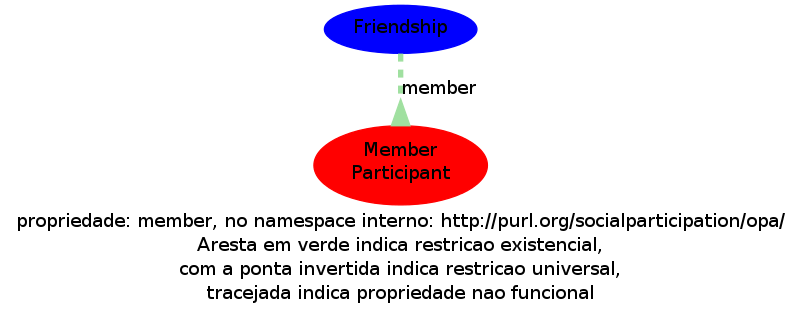 Friendship
member
Member
Participant
propriedade: member, no namespace interno: http://purl.org/socialparticipation/opa/
Aresta em verde indica restricao existencial,
com a ponta invertida indica restricao universal,
tracejada indica propriedade nao funcional